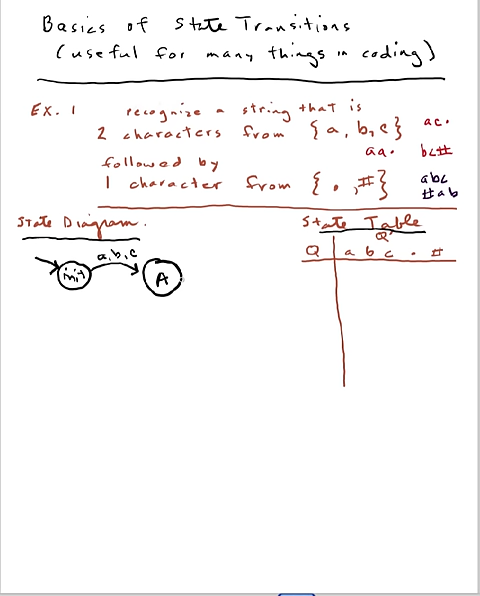 Basics of State Transitions
(useful for many things in coding)
EX. 1 recognize a string that is
2 characters from {a, b, c} ac.
followed by aa. bc#
1 character from {., #} abc
#ab
State Diagram. State Table
Q'
Q a b c . #
a,b,c
init A